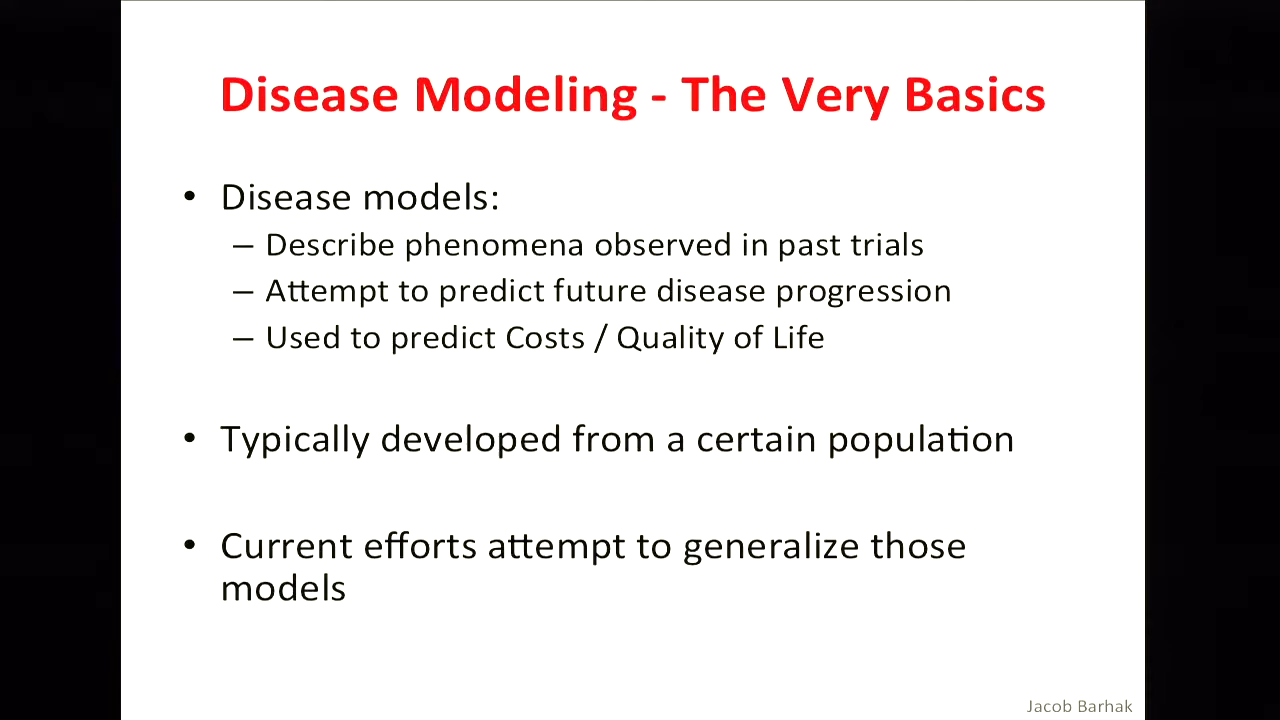 Disease Modeling - The Very Basics
• Disease models:
– Describe phenomena observed in past trials
– Attempt to predict future disease progression
– Used to predict Costs / Quality of Life
• Typically developed from a certain population
• Current efforts attempt to generalize those
models
Jacob Barhak